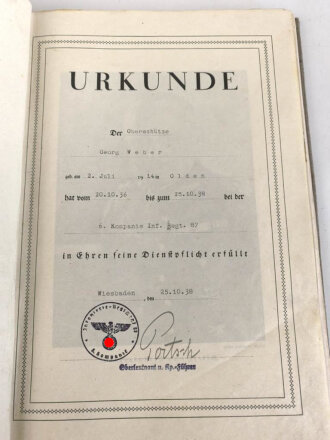 URKUNDE
Der Oberschütze
Georg Weber
geb am 2. Juli 1914 in
hat vom 20.10.36 bis zum 25.10.38 bei der
6. Kompanie Inf. Regt. 87
in Ehren seine Dienstpflicht erfüllt
Wiesbaden, den 25.10.38
Oberleutnant u. Kp.-Führer